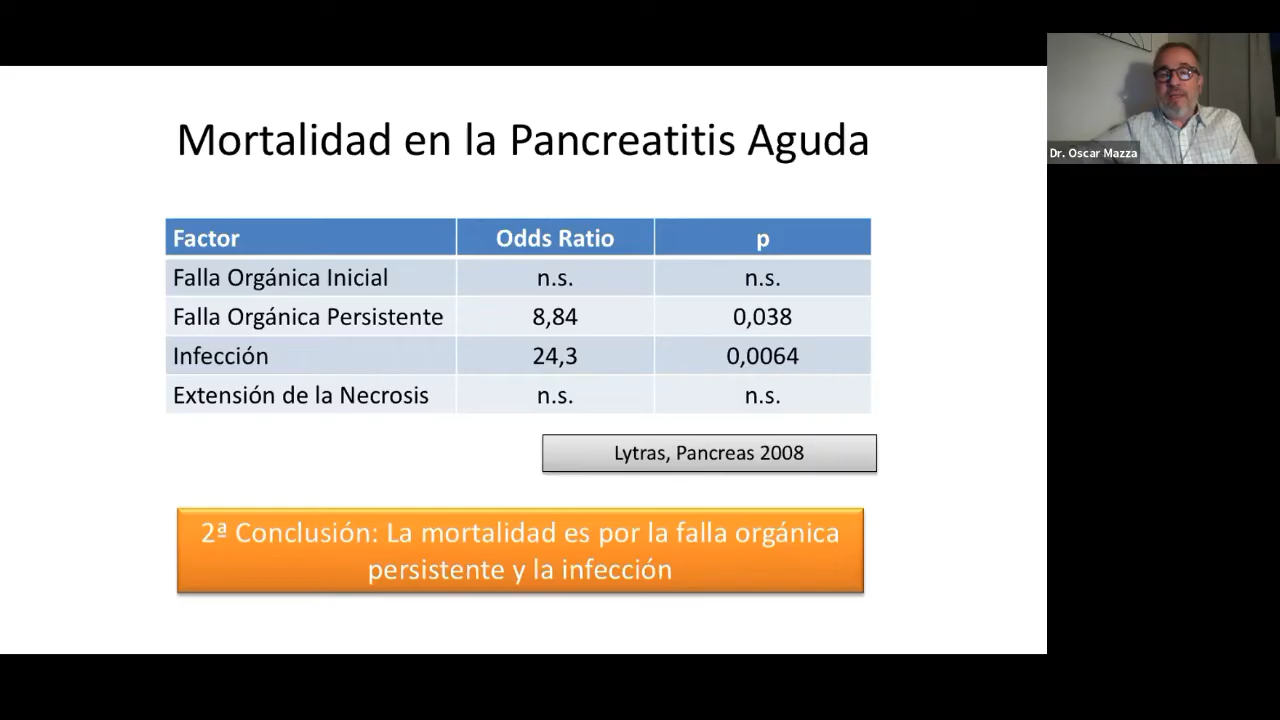 Mortalidad en la Pancreatitis Aguda
Factor Odds Ratio p
Falla Orgánica Inicial n.s. n.s.
Falla Orgánica Persistente 8,84 0,038
Infección 24,3 0,0064
Extensión de la Necrosis n.s. n.s.
Lytras, Pancreas 2008
2ª Conclusión: La mortalidad es por la falla orgánica
persistente y la infección
Dr. Oscar Mazza